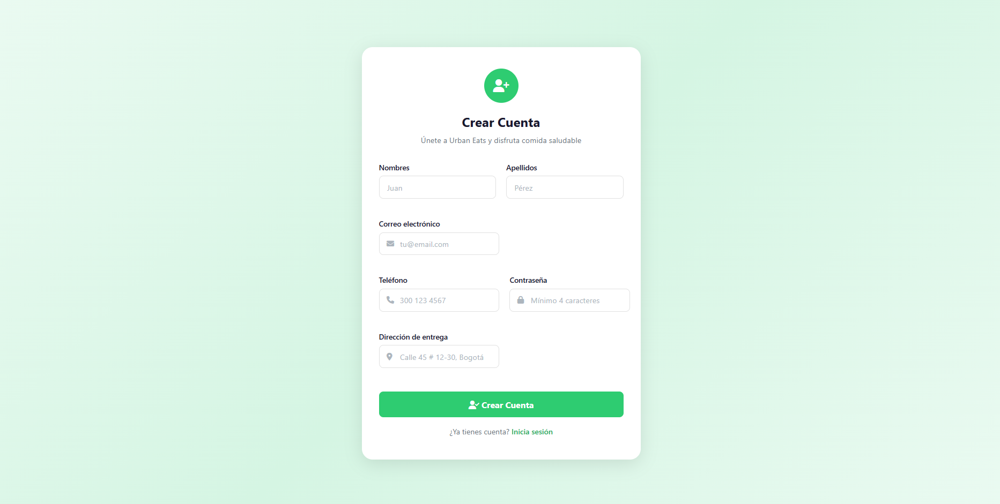 Crear Cuenta
Únete a Urban Eats y disfruta comida saludable
Nombres
Apellidos
Juan
Pérez
Correo electrónico
tu@email.com
Teléfono
Contraseña
300 123 4567
Mínimo 4 caracteres
Dirección de entrega
Calle 45 # 12-30, Bogotá
Crear Cuenta
¿Ya tienes cuenta? Inicia sesión